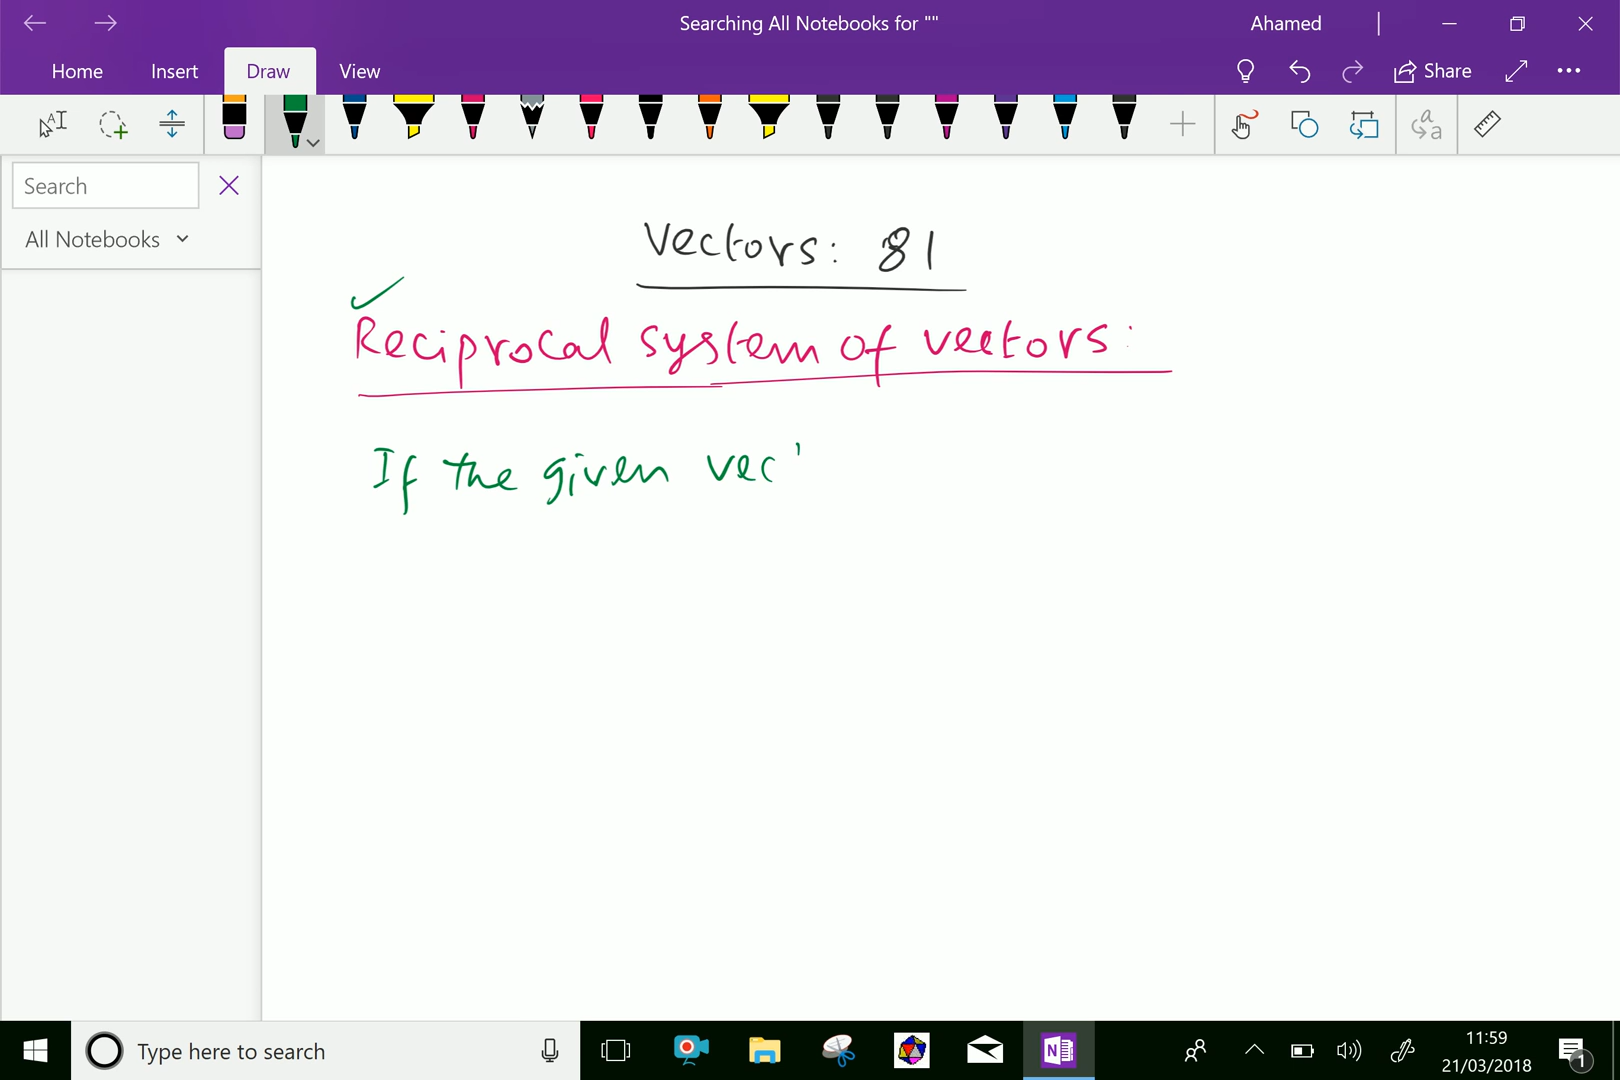 Searching All Notebooks for ""
Ahamed
Home Insert Draw View
Share
Search
All Notebooks
Vectors: 81
Reciprocal system of vectors:
If the given vec
Type here to search
11:59
21/03/2018
1